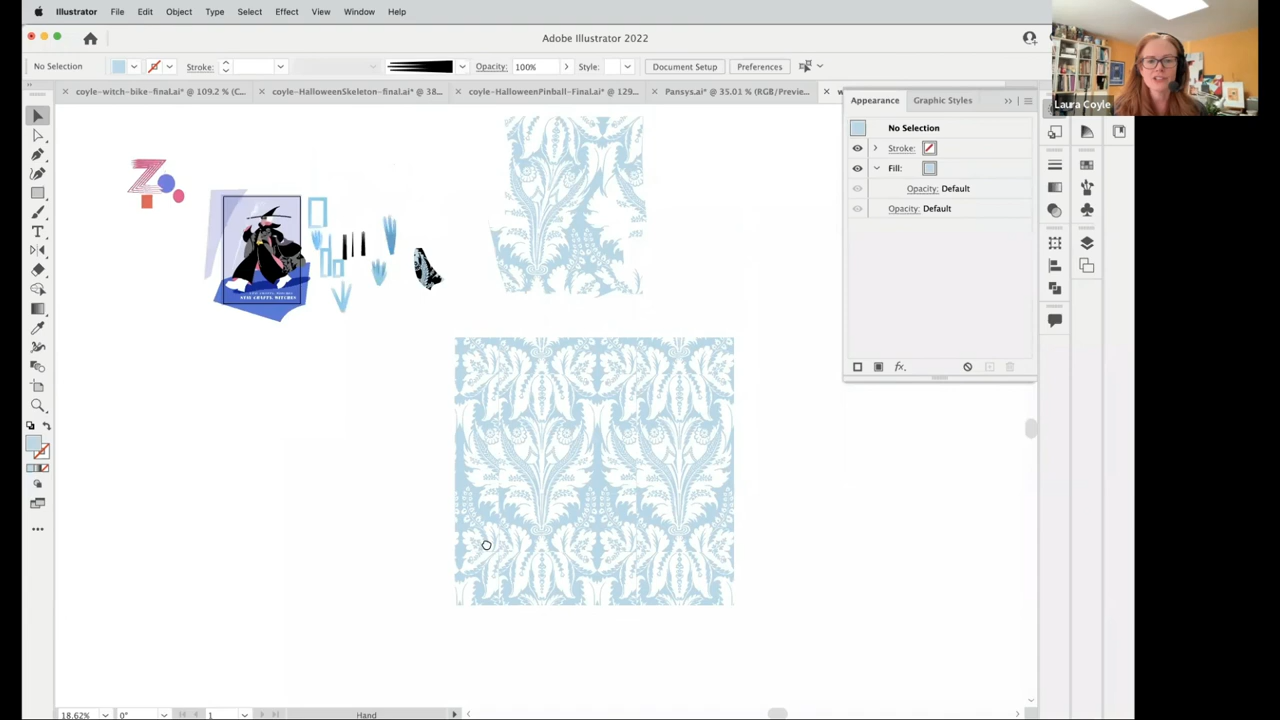 Illustrator File Edit Object Type Select Effect View Window Help
Adobe Illustrator 2022
No Selection Stroke: Opacity: 100% Style: Document Setup Preferences
coyle-witch-bike-final.ai* @ 109.2 % (C... coyle-HalloweenSkeleton-final.ai* @ 38... coyle-HalloweenPinball-Final.ai* @ 129... Pansys.ai* @ 35.01 % (RGB/Previe... w
Laura Coyle
Appearance Graphic Styles
No Selection
Stroke:
Fill:
Opacity: Default
Opacity: Default
fx.
18.62% 0° 1 Hand